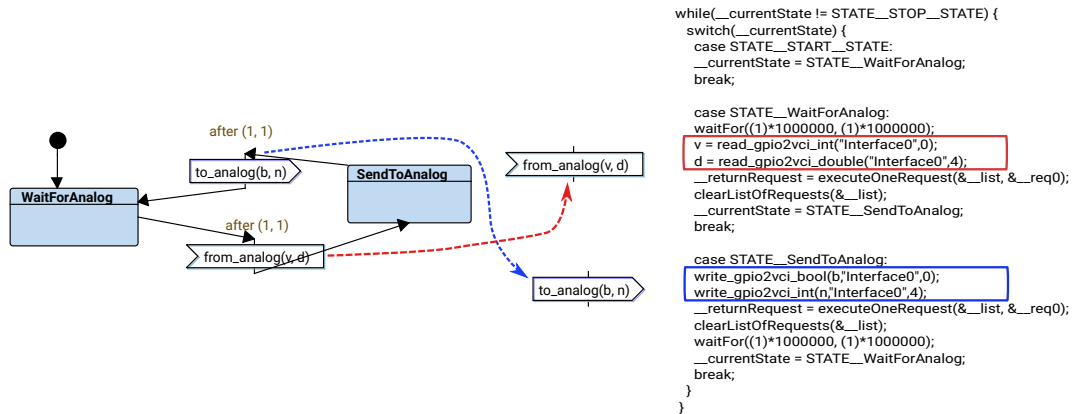 after (1, 1)
to_analog(b, n)
WaitForAnalog
SendToAnalog
after (1, 1)
from_analog(v, d)
from_analog(v, d)
to_analog(b, n)
while(__currentState != STATE__STOP__STATE) {
switch(__currentState) {
case STATE__START__STATE:
__currentState = STATE__WaitForAnalog;
break;
case STATE__WaitForAnalog:
waitFor((1)*1000000, (1)*1000000);
v = read_gpio2vci_int("Interface0",0);
d = read_gpio2vci_double("Interface0",4);
__returnRequest = executeOneRequest(&__list, &__req0);
clearListOfRequests(&__list);
__currentState = STATE__SendToAnalog;
break;
case STATE__SendToAnalog:
write_gpio2vci_bool(b,"Interface0",0);
write_gpio2vci_int(n,"Interface0",4);
__returnRequest = executeOneRequest(&__list, &__req0);
clearListOfRequests(&__list);
waitFor((1)*1000000, (1)*1000000);
__currentState = STATE__WaitForAnalog;
break;
}
}